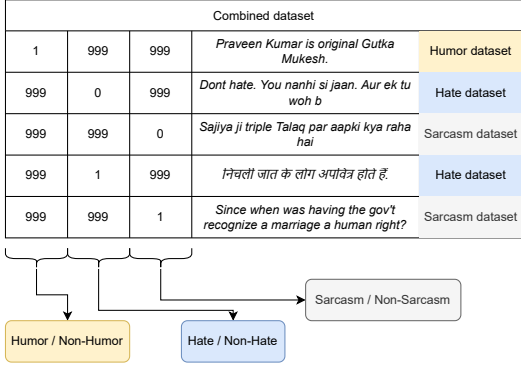 Combined dataset
1 999 999 Praveen Kumar is original Gutka
Mukesh. Humor dataset
999 0 999 Dont hate. You nanhi si jaan. Aur ek tu
woh b Hate dataset
999 999 0 Sajiya ji triple Talaq par aapki kya raha
hai Sarcasm dataset
999 1 999 निचली जात के लोग अपवित्र होते हैं. Hate dataset
999 999 1 Since when was having the gov't
recognize a marriage a human right? Sarcasm dataset
Sarcasm / Non-Sarcasm
Humor / Non-Humor
Hate / Non-Hate